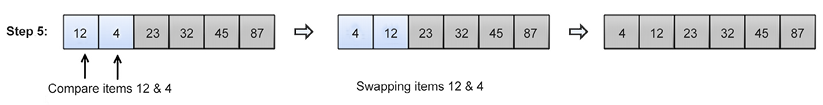 Step 5: 12 4 23 32 45 87 4 12 23 32 45 87 4 12 23 32 45 87
Compare items 12 & 4 Swapping items 12 & 4